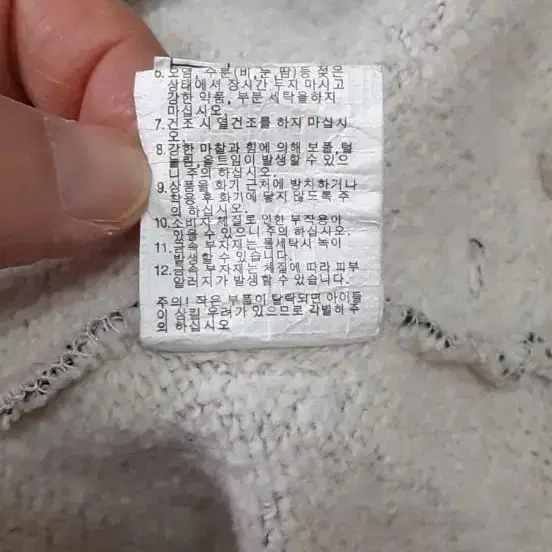 6. 오염, 수분(비,눈,땀)등 젖은
상태에서 장시간 두지 마시고
강한 약품, 부분 세탁을하지
마십시오.
7. 건조 시 열건조를 하지 마십시
오.
8. 강한 마찰과 힘에 의해 보풀,털
눌림,올트임이 발생할 수 있으
니 주의 하십시오.
9. 상품을 화기 근처에 방치하거나
착용 후 화기에 닿지 않도록 주
의 하십시오.
10. 소비자 체질로 인한 부작용이
있을 수 있으니 주의 하십시오.
11. 금속 부자재는 물세탁시 녹이
발생할 수 있습니다.
12. 금속 부자재는 체질에 따라 피부
알러지가 발생할 수 있습니다.
주의! 작은 부품이 탈락되면 아이들
이 삼킬 우려가 있으므로 각별히 주
의 하십시오